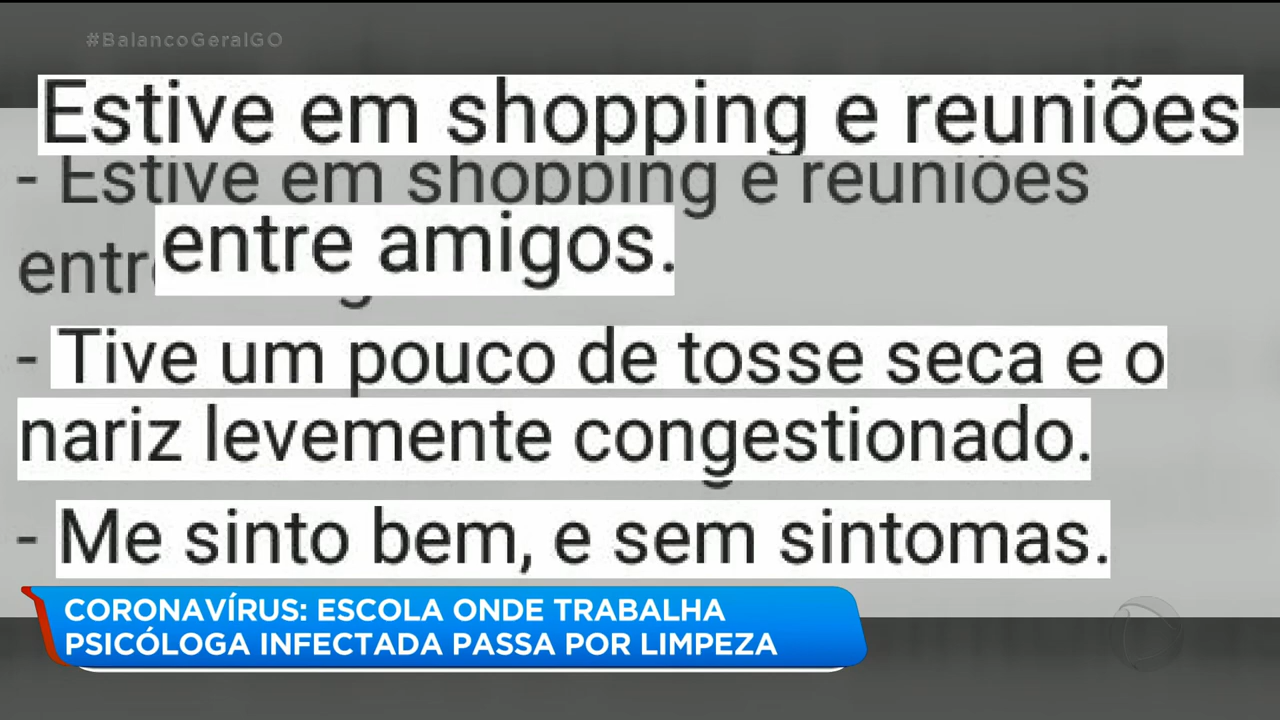 #BalancoGeralGO
Estive em shopping e reuniões
- Estive em shopping e reuniões
entre amigos.
- Tive um pouco de tosse seca e o
nariz levemente congestionado.
- Me sinto bem, e sem sintomas.
CORONAVÍRUS: ESCOLA ONDE TRABALHA
PSICÓLOGA INFECTADA PASSA POR LIMPEZA